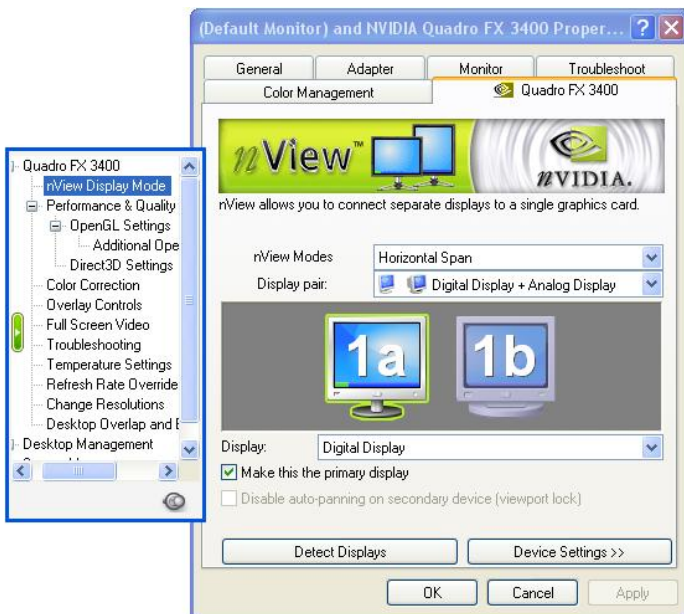 (Default Monitor) and NVIDIA Quadro FX 3400 Proper...
General Adapter Monitor Troubleshoot
Color Management Quadro FX 3400
nView™
nVIDIA.
nView allows you to connect separate displays to a single graphics card.
nView Modes Horizontal Span
Display pair: Digital Display + Analog Display
1a 1b
Display: Digital Display
Make this the primary display
Disable auto-panning on secondary device (viewport lock)
Detect Displays Device Settings >>
OK Cancel Apply
Quadro FX 3400
nView Display Mode
Performance & Quality
OpenGL Settings
Additional Ope
Direct3D Settings
Color Correction
Overlay Controls
Full Screen Video
Troubleshooting
Temperature Settings
Refresh Rate Override
Change Resolutions
Desktop Overlap and E
Desktop Management